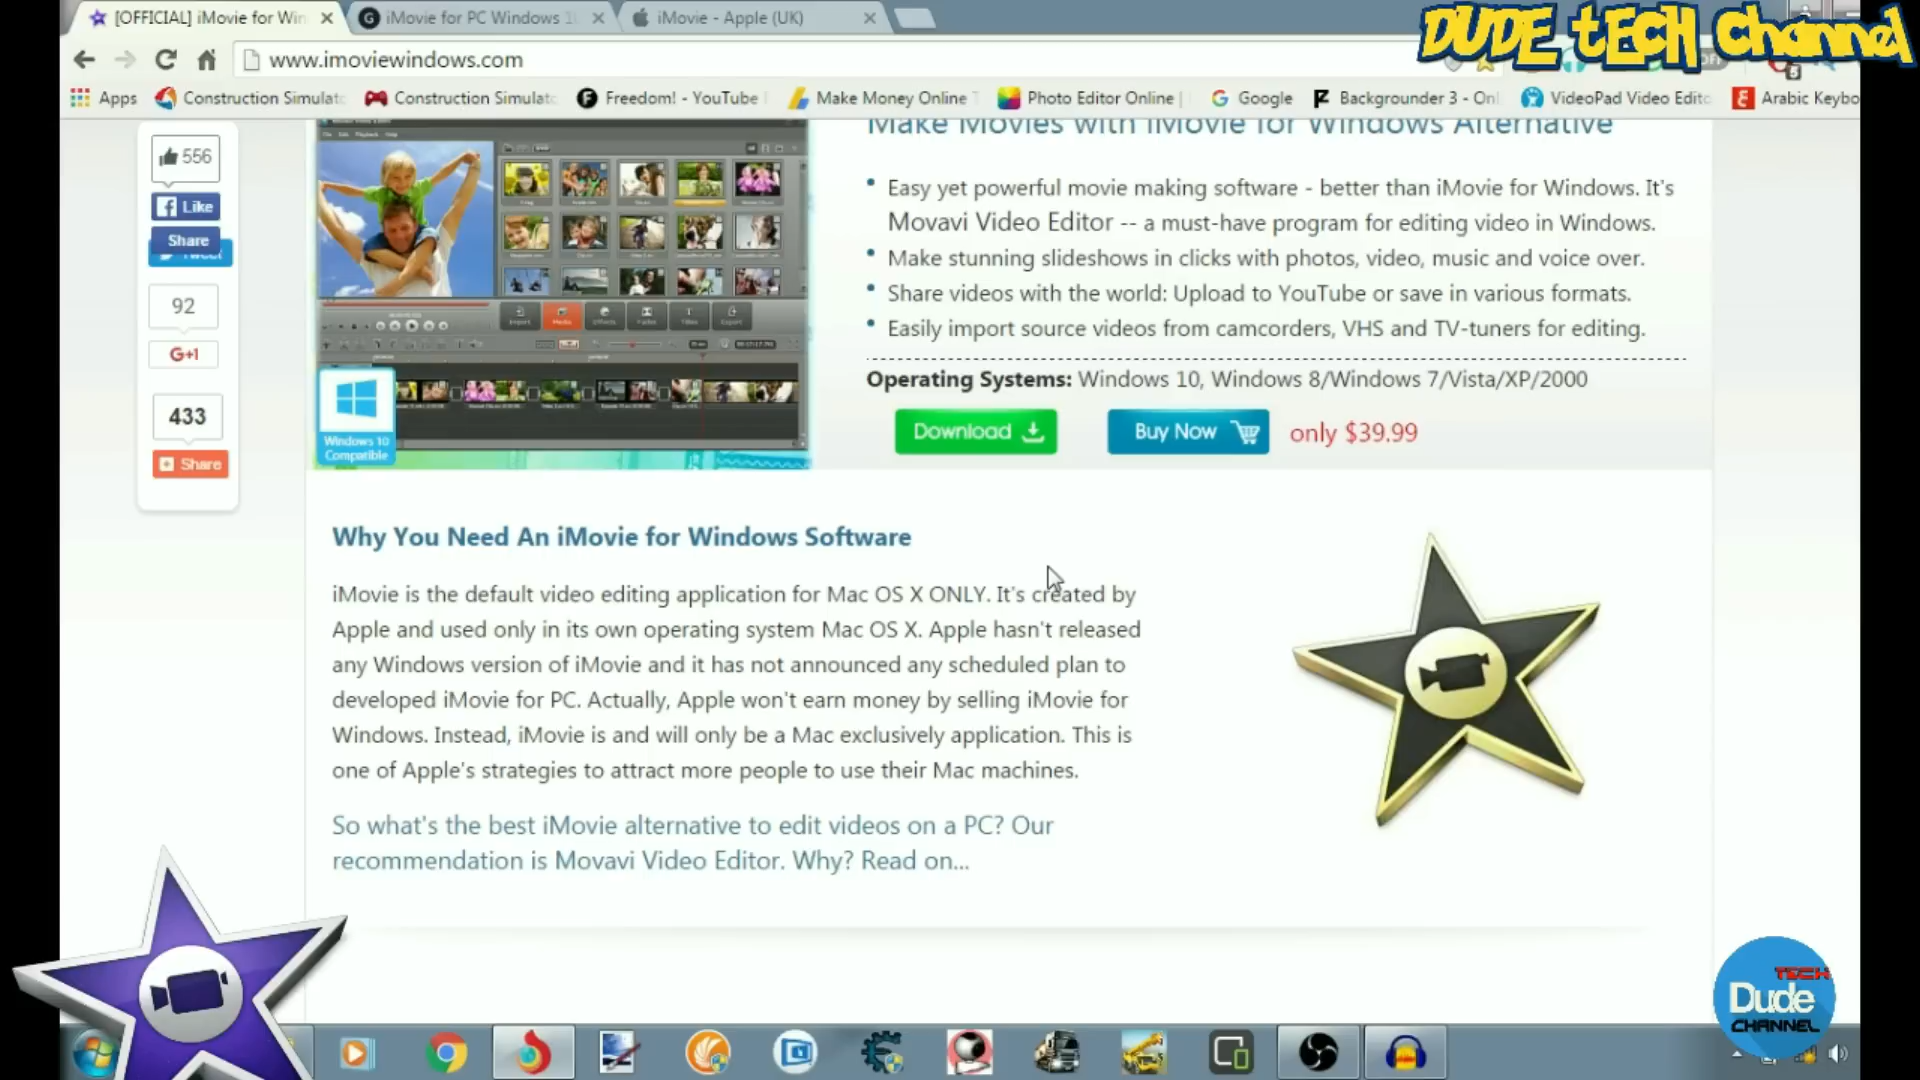 [OFFICIAL] iMovie for Win
iMovie for PC Windows 1
iMovie - Apple (UK)
DUDE tECH Channel
www.imoviewindows.com
Apps
Construction Simulat
Construction Simulat
Freedom! - YouTube
Make Money Online
Photo Editor Online
Google
Backgrounder 3 - Onl
VideoPad Video Edito
Arabic Keybo
Make Movies with iMovie for Windows Alternative
556
Like
Share
Tweet
92
G+1
433
Share
Easy yet powerful movie making software - better than iMovie for Windows. It's
Movavi Video Editor -- a must-have program for editing video in Windows.
Make stunning slideshows in clicks with photos, video, music and voice over.
Share videos with the world: Upload to YouTube or save in various formats.
Easily import source videos from camcorders, VHS and TV-tuners for editing.
Operating Systems: Windows 10, Windows 8/Windows 7/Vista/XP/2000
Download
Buy Now
only $39.99
Import
Media
Effects
Titles
Export
Windows 10
Compatible
Why You Need An iMovie for Windows Software
iMovie is the default video editing application for Mac OS X ONLY. It's created by
Apple and used only in its own operating system Mac OS X. Apple hasn't released
any Windows version of iMovie and it has not announced any scheduled plan to
developed iMovie for PC. Actually, Apple won't earn money by selling iMovie for
Windows. Instead, iMovie is and will only be a Mac exclusively application. This is
one of Apple's strategies to attract more people to use their Mac machines.
So what's the best iMovie alternative to edit videos on a PC? Our
recommendation is Movavi Video Editor. Why? Read on...
TECH
Dude
CHANNEL